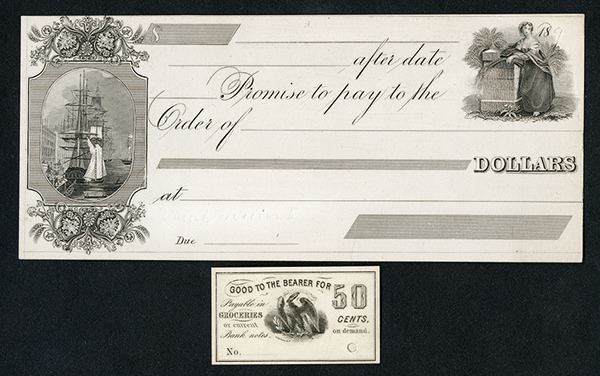 $
18
after date
Promise to pay to the
Order of
DOLLARS
at
Due
GOOD TO THE BEARER FOR
50
CENTS,
Payable in
GROCERIES
or current
Bank notes.
on demand.
No.